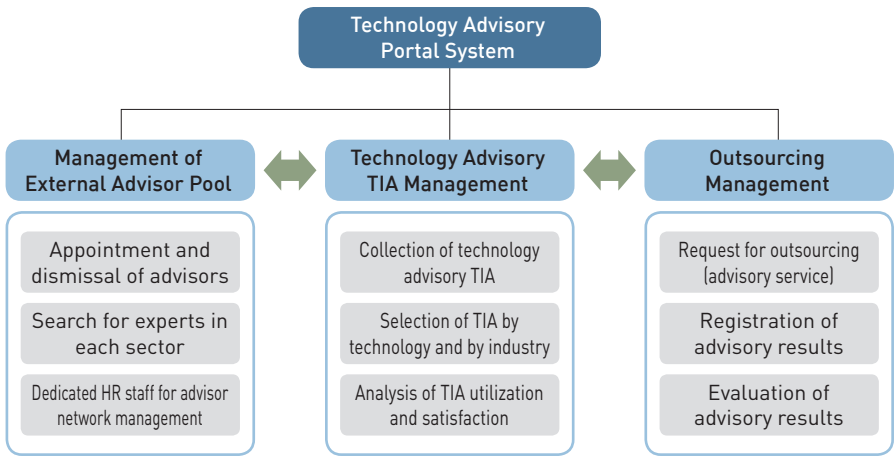 Technology Advisory
Portal System
Management of
External Advisor Pool
Technology Advisory
TIA Management
Outsourcing
Management
Appointment and
dismissal of advisors
Search for experts in
each sector
Dedicated HR staff for advisor
network management
Collection of technology
advisory TIA
Selection of TIA by
technology and by industry
Analysis of TIA utilization
and satisfaction
Request for outsourcing
(advisory service)
Registration of
advisory results
Evaluation of
advisory results